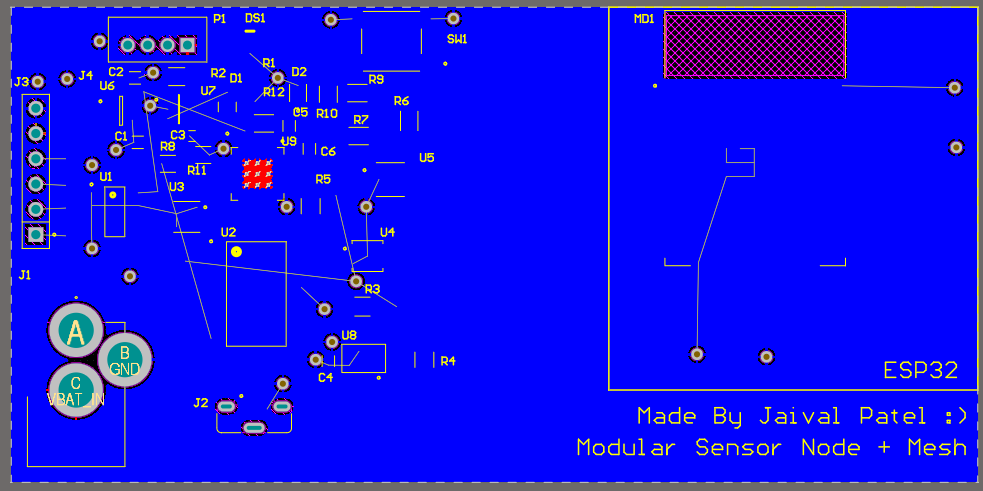 P1
DS1
MD1
SW1
R1
C2
R2
D1
D2
R9
J3
J4
U6
U7
R12
C5
R10
R6
R7
C1
C3
U9
C6
R8
U5
R11
U1
U3
R5
U2
U4
J1
R3
A
U8
B
GND
R4
C
VBAT_IN
C4
ESP32
J2
Made By Jaival Patel :)
Modular Sensor Node + Mesh